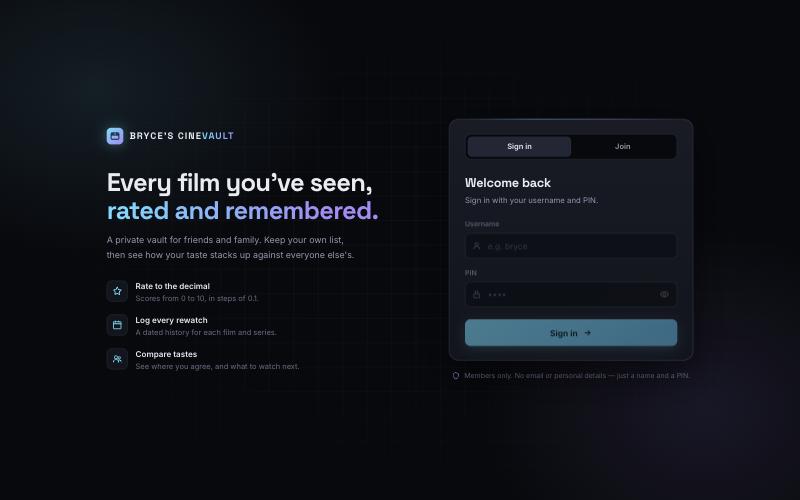 BRYCE'S CINEVAULT
Every film you've seen,
rated and remembered.
A private vault for friends and family. Keep your own list,
then see how your taste stacks up against everyone else's.
Rate to the decimal
Scores from 0 to 10, in steps of 0.1.
Log every rewatch
A dated history for each film and series.
Compare tastes
See where you agree, and what to watch next.
Sign in
Join
Welcome back
Sign in with your username and PIN.
Username
e.g. bryce
PIN
••••
Sign in →
Members only. No email or personal details — just a name and a PIN.